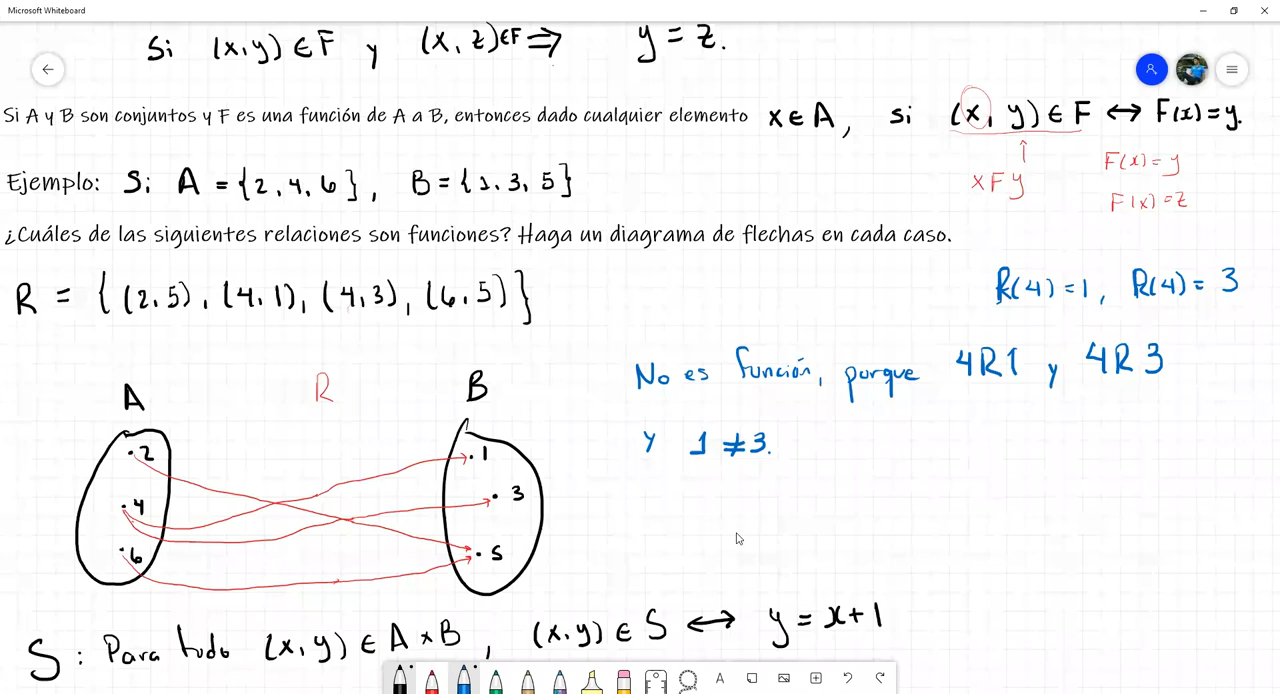 Microsoft Whiteboard
Si (x,y) ∈ F y (x, z) ∈ F ⇒ y = z.
Si A y B son conjuntos y F es una función de A a B, entonces dado cualquier elemento x ∈ A, si (x, y) ∈ F ↔ F(x) = y.
x F y
F(x) = y
F(x) = z
Ejemplo: Si A = {2, 4, 6}, B = {1, 3, 5}
¿Cuáles de las siguientes relaciones son funciones? Haga un diagrama de flechas en cada caso.
R = {(2,5), (4,1), (4,3), (6,5)}
R(4) = 1, R(4) = 3
No es función, porque 4R1 y 4R3
y 1 ≠ 3.
A R B
2 1
4 3
6 5
S: Para todo (x,y) ∈ A × B, (x,y) ∈ S ↔ y = x + 1
A